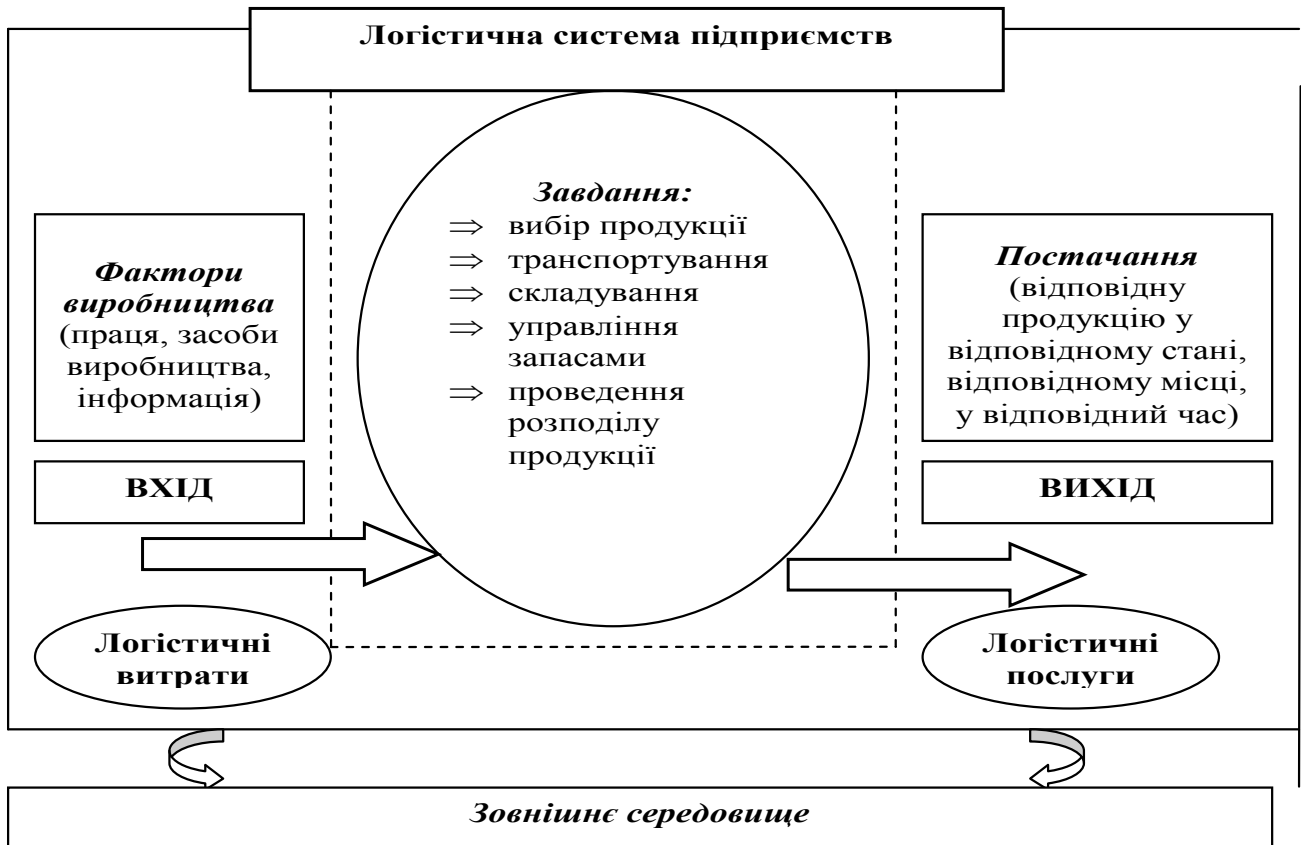 Логістична система підприємств
Завдання:
⇒ вибір продукції
⇒ транспортування
⇒ складування
⇒ управління
запасами
⇒ проведення
розподілу
продукції
Фактори
виробництва
(праця, засоби
виробництва,
інформація)
Постачання
(відповідну
продукцію у
відповідному стані,
відповідному місці,
у відповідний час)
ВХІД
ВИХІД
Логістичні
витрати
Логістичні
послуги
Зовнішнє середовище